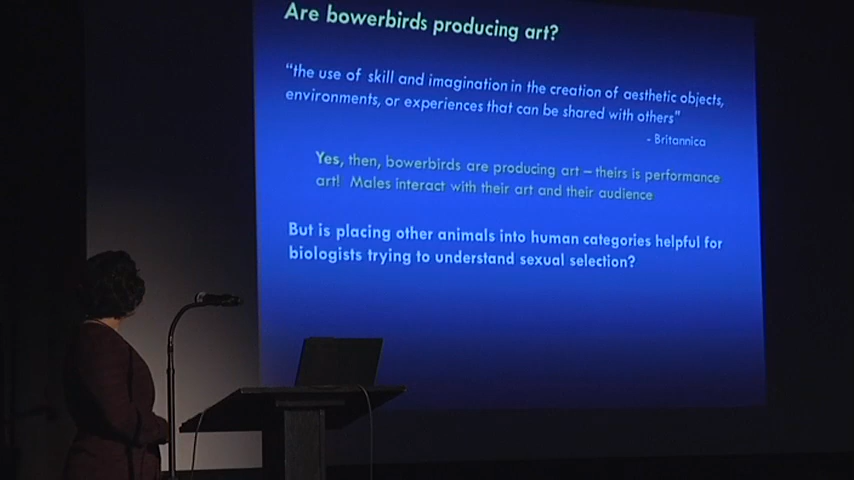 Are bowerbirds producing art?
“the use of skill and imagination in the creation of aesthetic objects,
environments, or experiences that can be shared with others”
- Britannica
Yes, then, bowerbirds are producing art – theirs is performance
art! Males interact with their art and their audience
But is placing other animals into human categories helpful for
biologists trying to understand sexual selection?